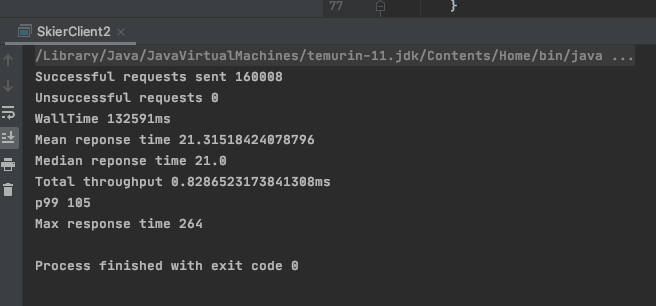 77 }
SkierClient2
/Library/Java/JavaVirtualMachines/temurin-11.jdk/Contents/Home/bin/java ...
Successful requests sent 160008
Unsuccessful requests 0
WallTime 132591ms
Mean reponse time 21.31518424078796
Median reponse time 21.0
Total throughput 0.8286523173841308ms
p99 105
Max response time 264
Process finished with exit code 0